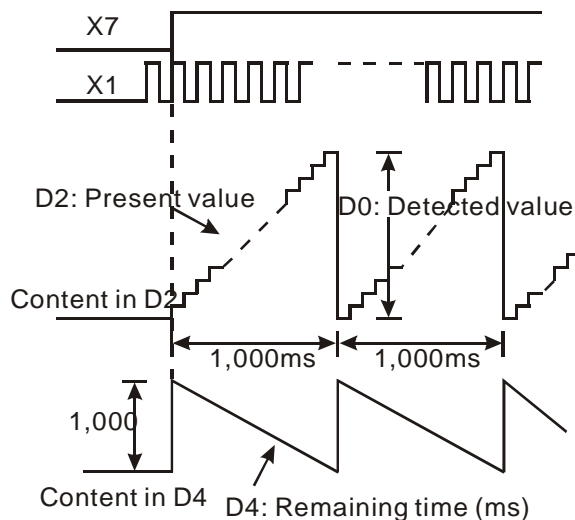 X7
X1
D2: Present value
D0: Detected value
Content in D2
1,000ms
1,000ms
1,000
Content in D4
D4: Remaining time (ms)